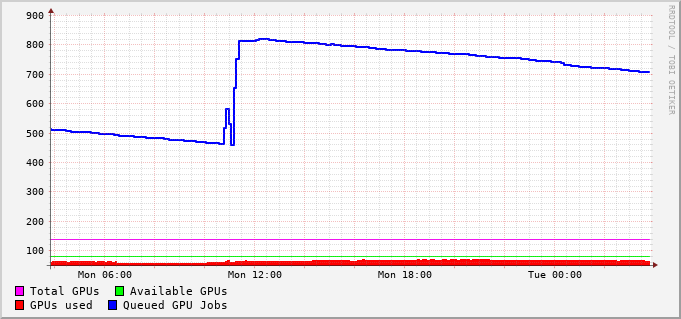 900
800
700
600
500
400
300
200
100
Mon 06:00 Mon 12:00 Mon 18:00 Tue 00:00
Total GPUs Available GPUs
GPUs used Queued GPU Jobs
RRDTOOL / TOBI OETIKER